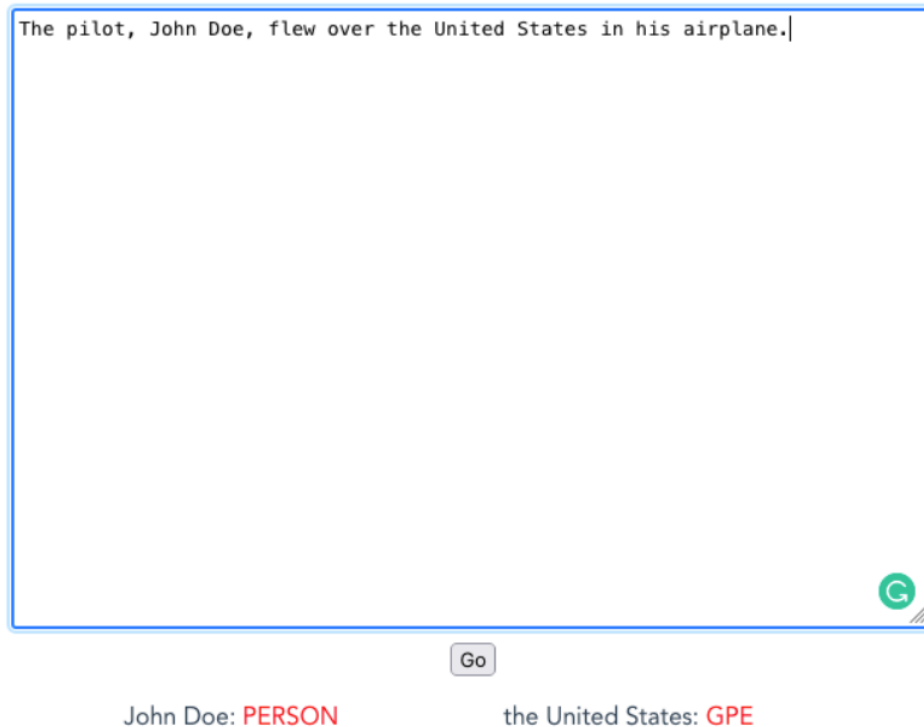 The pilot, John Doe, flew over the United States in his airplane.
Go
John Doe: PERSON the United States: GPE